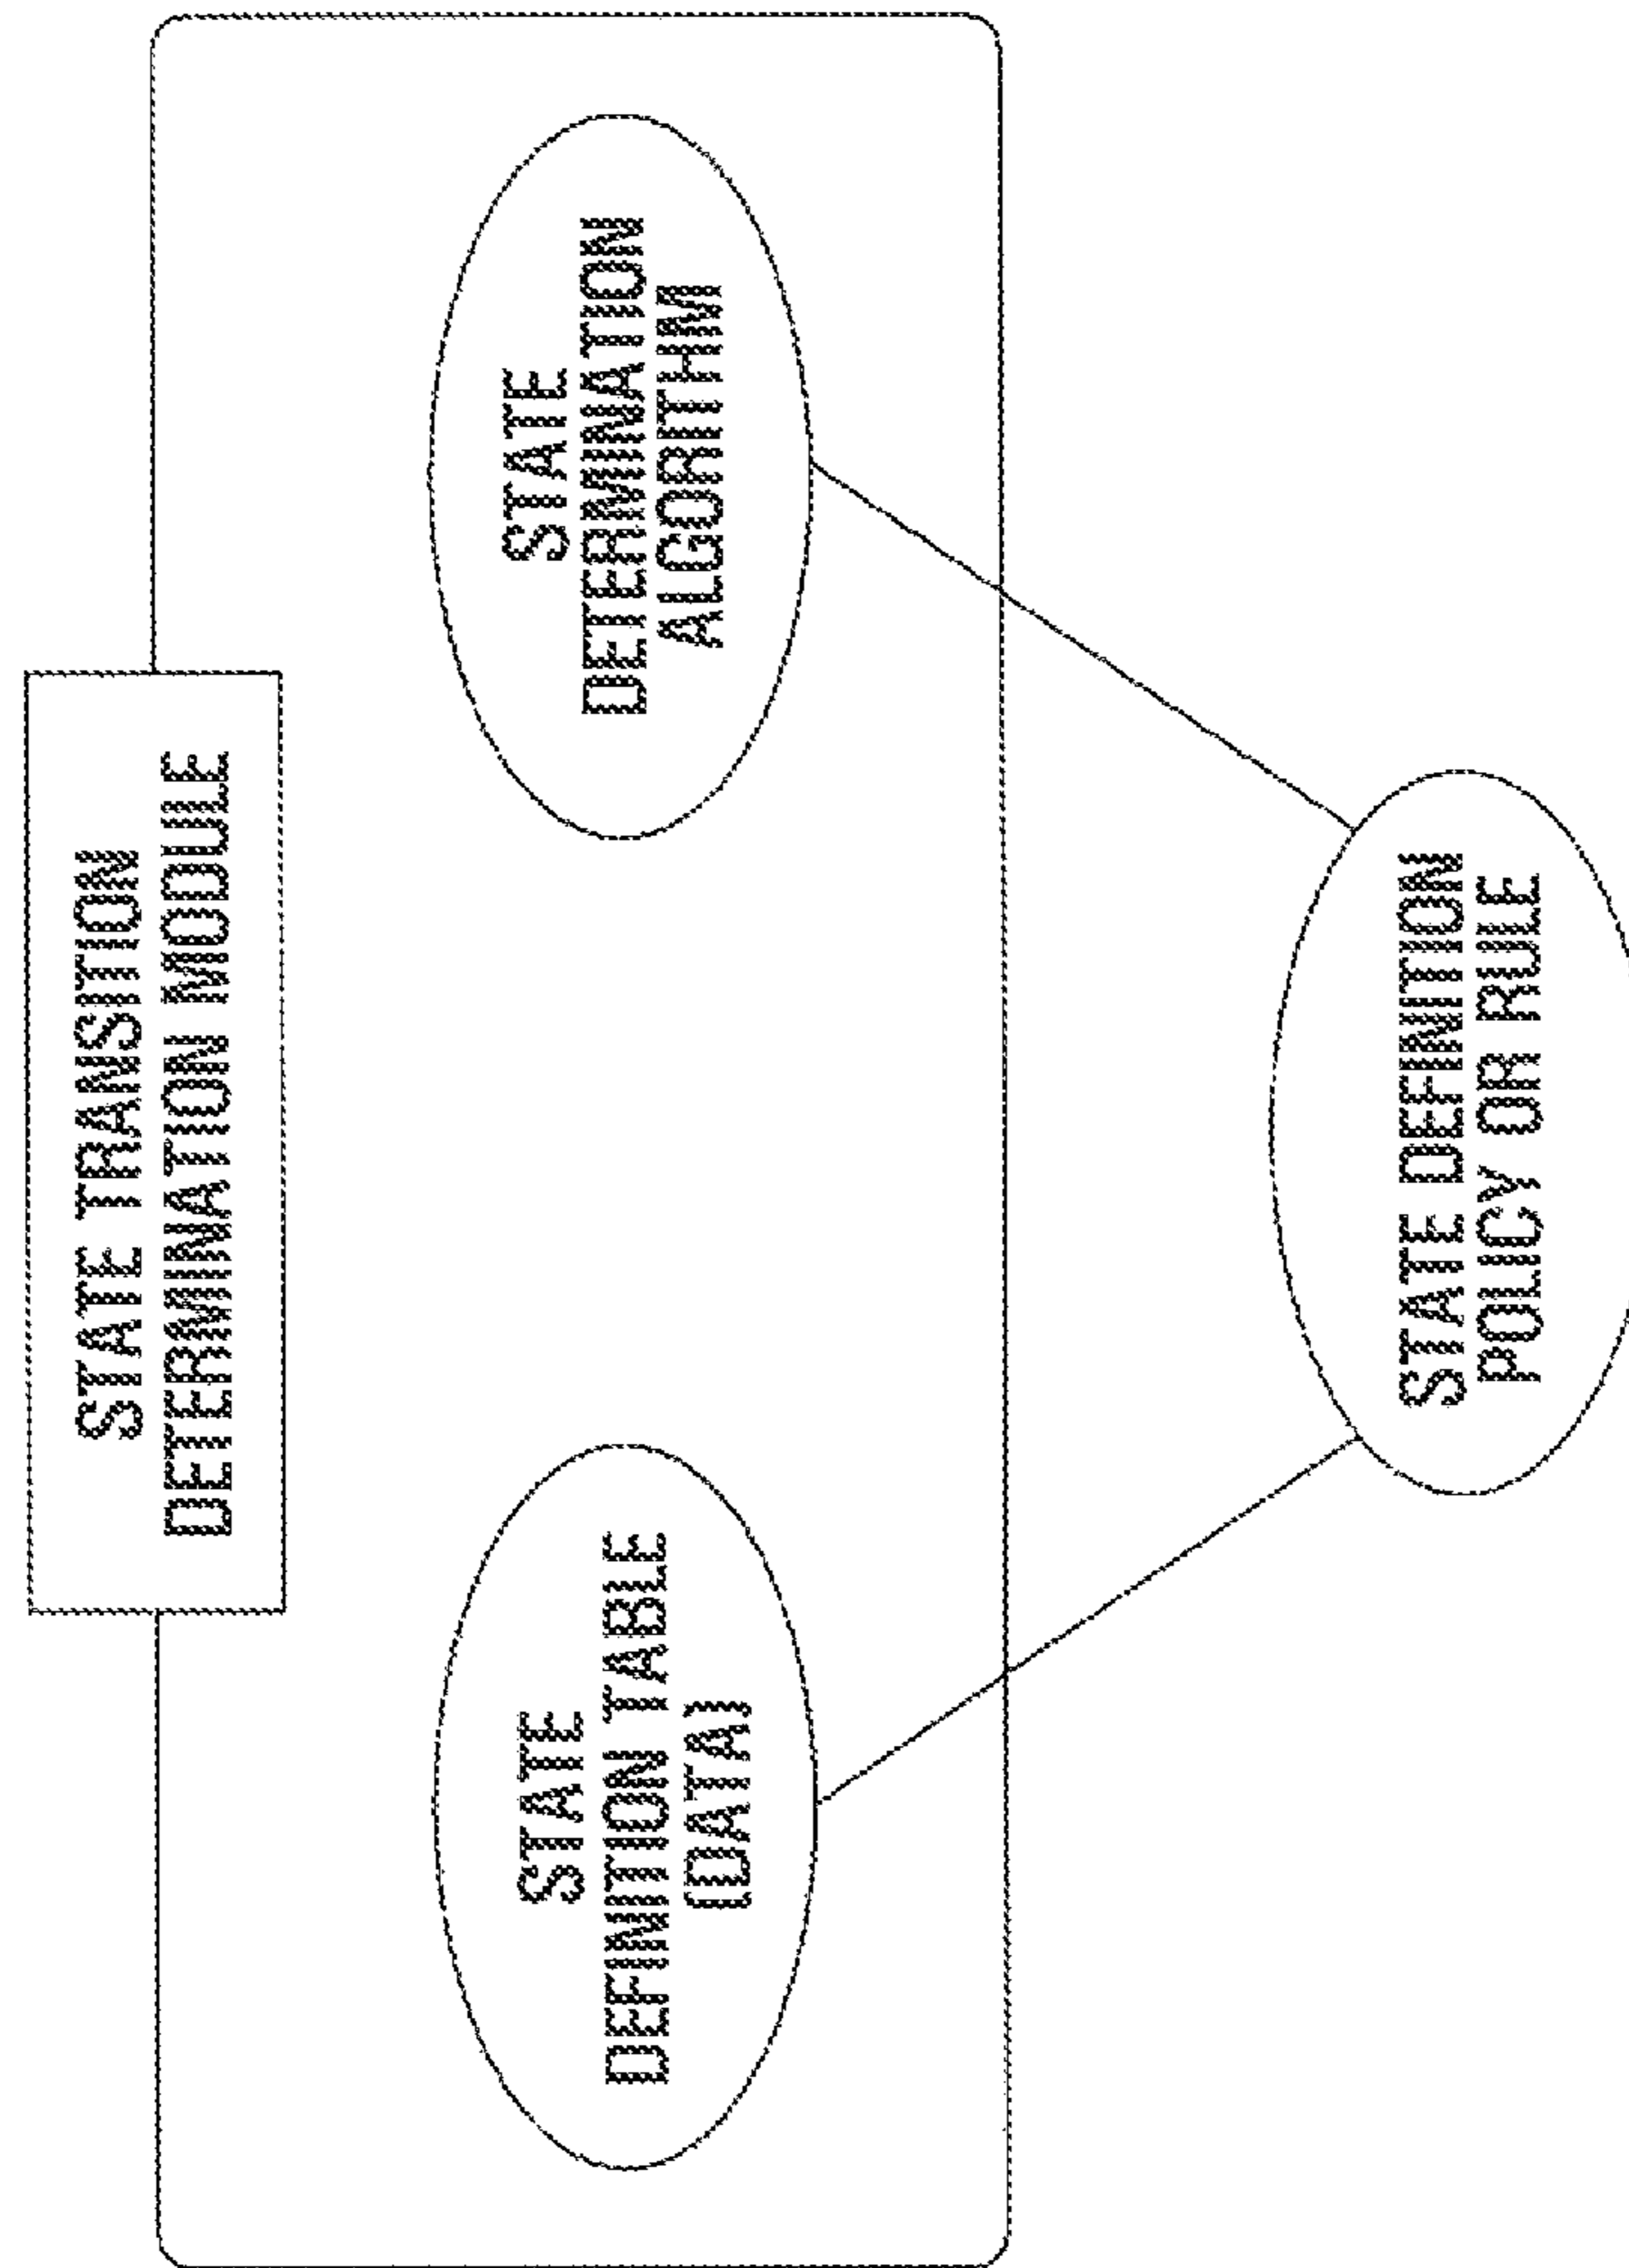 STATE TRANSITION
DETERMINATION MODULE
STATE
DEFINITION TABLE
(DATA)
STATE
DETERMINATION
ALGORITHM
STATE DEFINITION
POLICY OR RULE